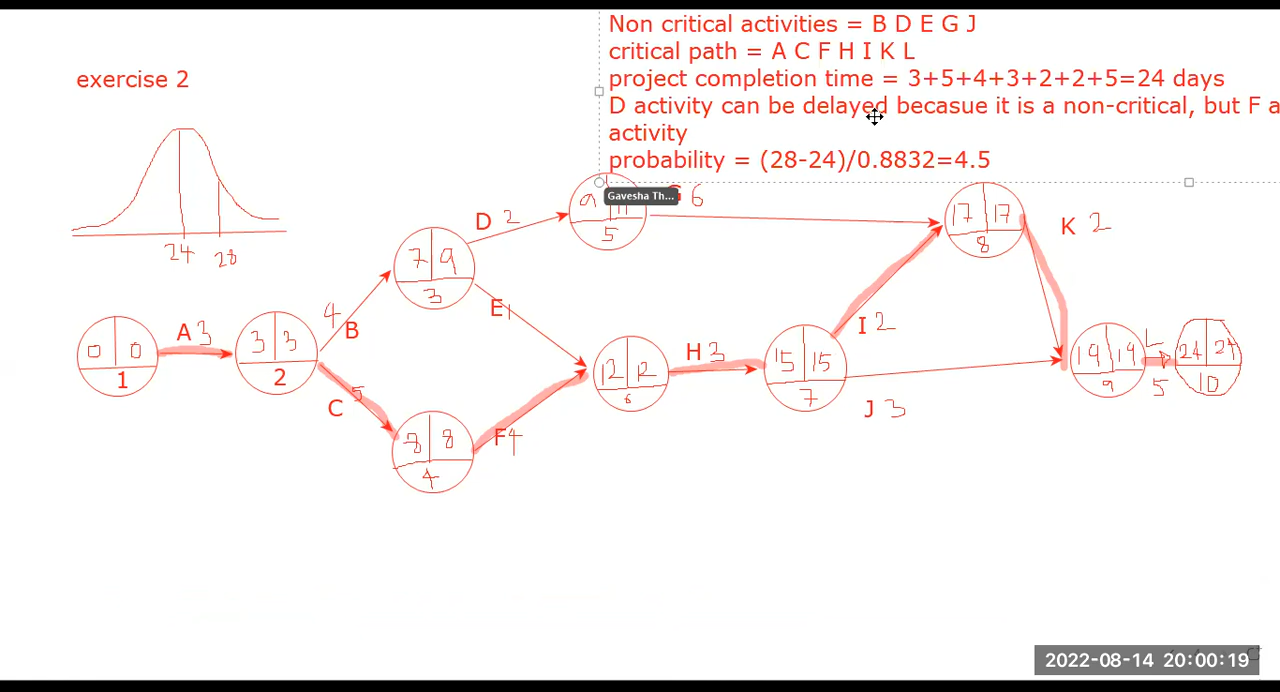 Non critical activities = B D E G J
critical path = A C F H I K L
project completion time = 3+5+4+3+2+2+5=24 days
D activity can be delayed becasue it is a non-critical, but F a
activity
probability = (28-24)/0.8832=4.5
exercise 2
24
28
Gavesha Th...
6
9 11
5
D 2
17 17
8
K 2
7 9
3
4
B
E 1
A 3
0 0
1
3 3
2
C 5
8 8
4
F 4
12 12
6
H 3
15 15
7
I 2
J 3
19 19
9
L
5
24 24
10
2022-08-14 20:00:19